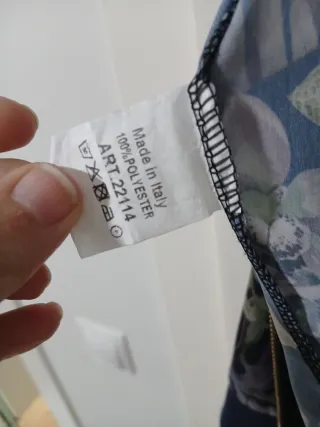 Made in Italy
100%POLYESTER
ART.22114